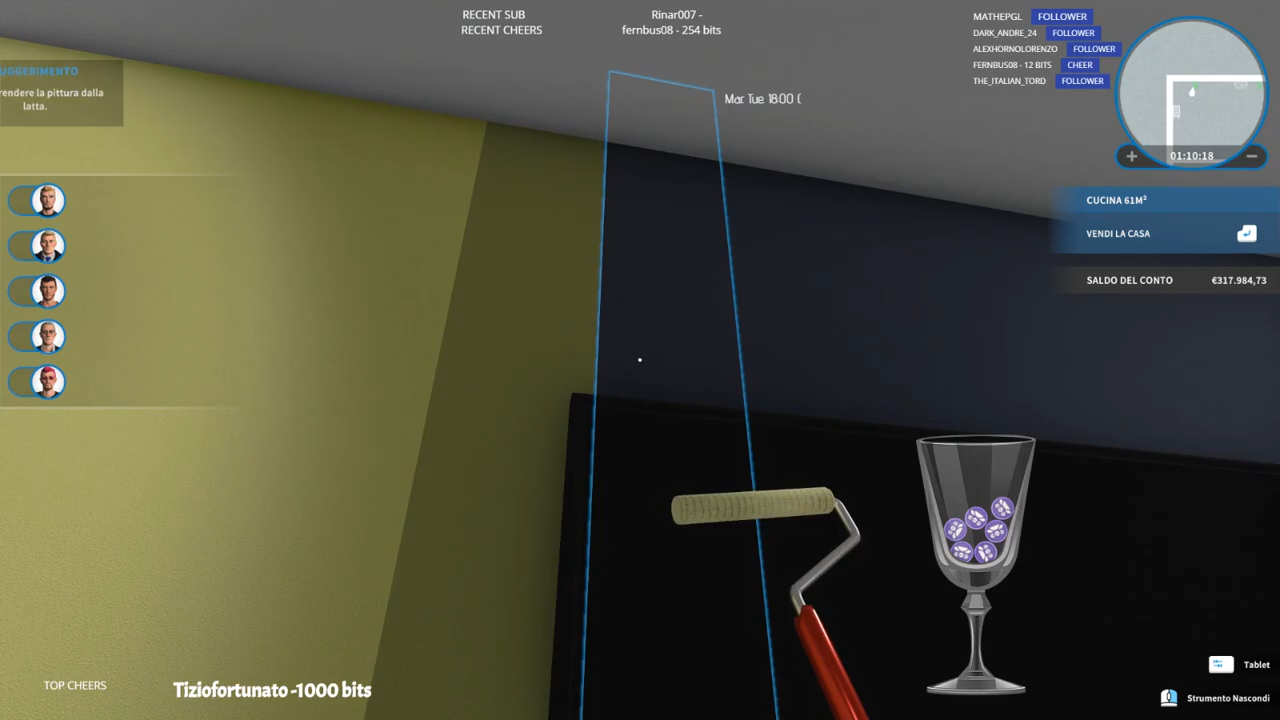 RECENT SUB
RECENT CHEERS
Rinar007 -
fernbus08 - 254 bits
MATHEPGL FOLLOWER
DARK_ANDRE_24 FOLLOWER
ALEXHORNOLORENZO FOLLOWER
FERNBUS08 - 12 BITS CHEER
THE_ITALIAN_TORD FOLLOWER
UGGERIMENTO
rendere la pittura dalla
latta.
Mar. Tue. 18:00 (
01:10:18
CUCINA 61M²
VENDI LA CASA
SALDO DEL CONTO €317.984,73
Tablet
Strumento Nascondi
TOP CHEERS
Tiziofortunato -1000 bits